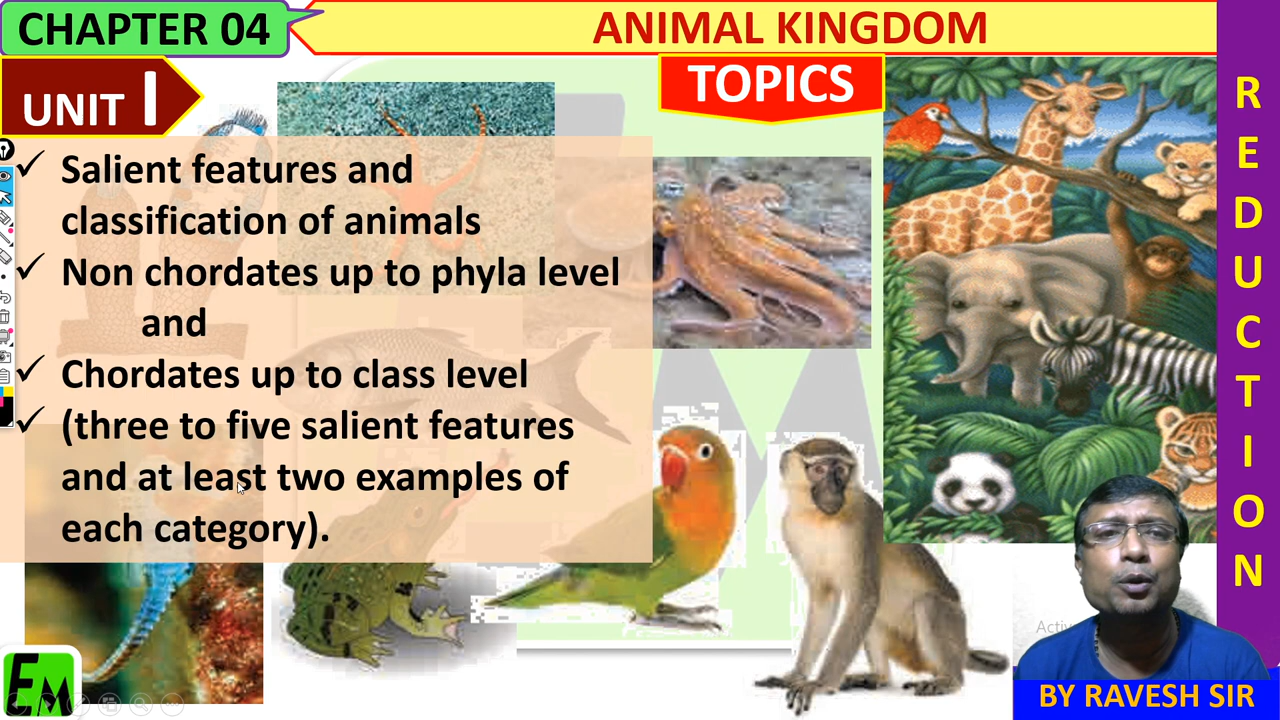 CHAPTER 04
ANIMAL KINGDOM
UNIT I
TOPICS
Salient features and
classification of animals
Non chordates up to phyla level
and
Chordates up to class level
(three to five salient features
and at least two examples of
each category).
REDUCTION
Activ
EM
BY RAVESH SIR